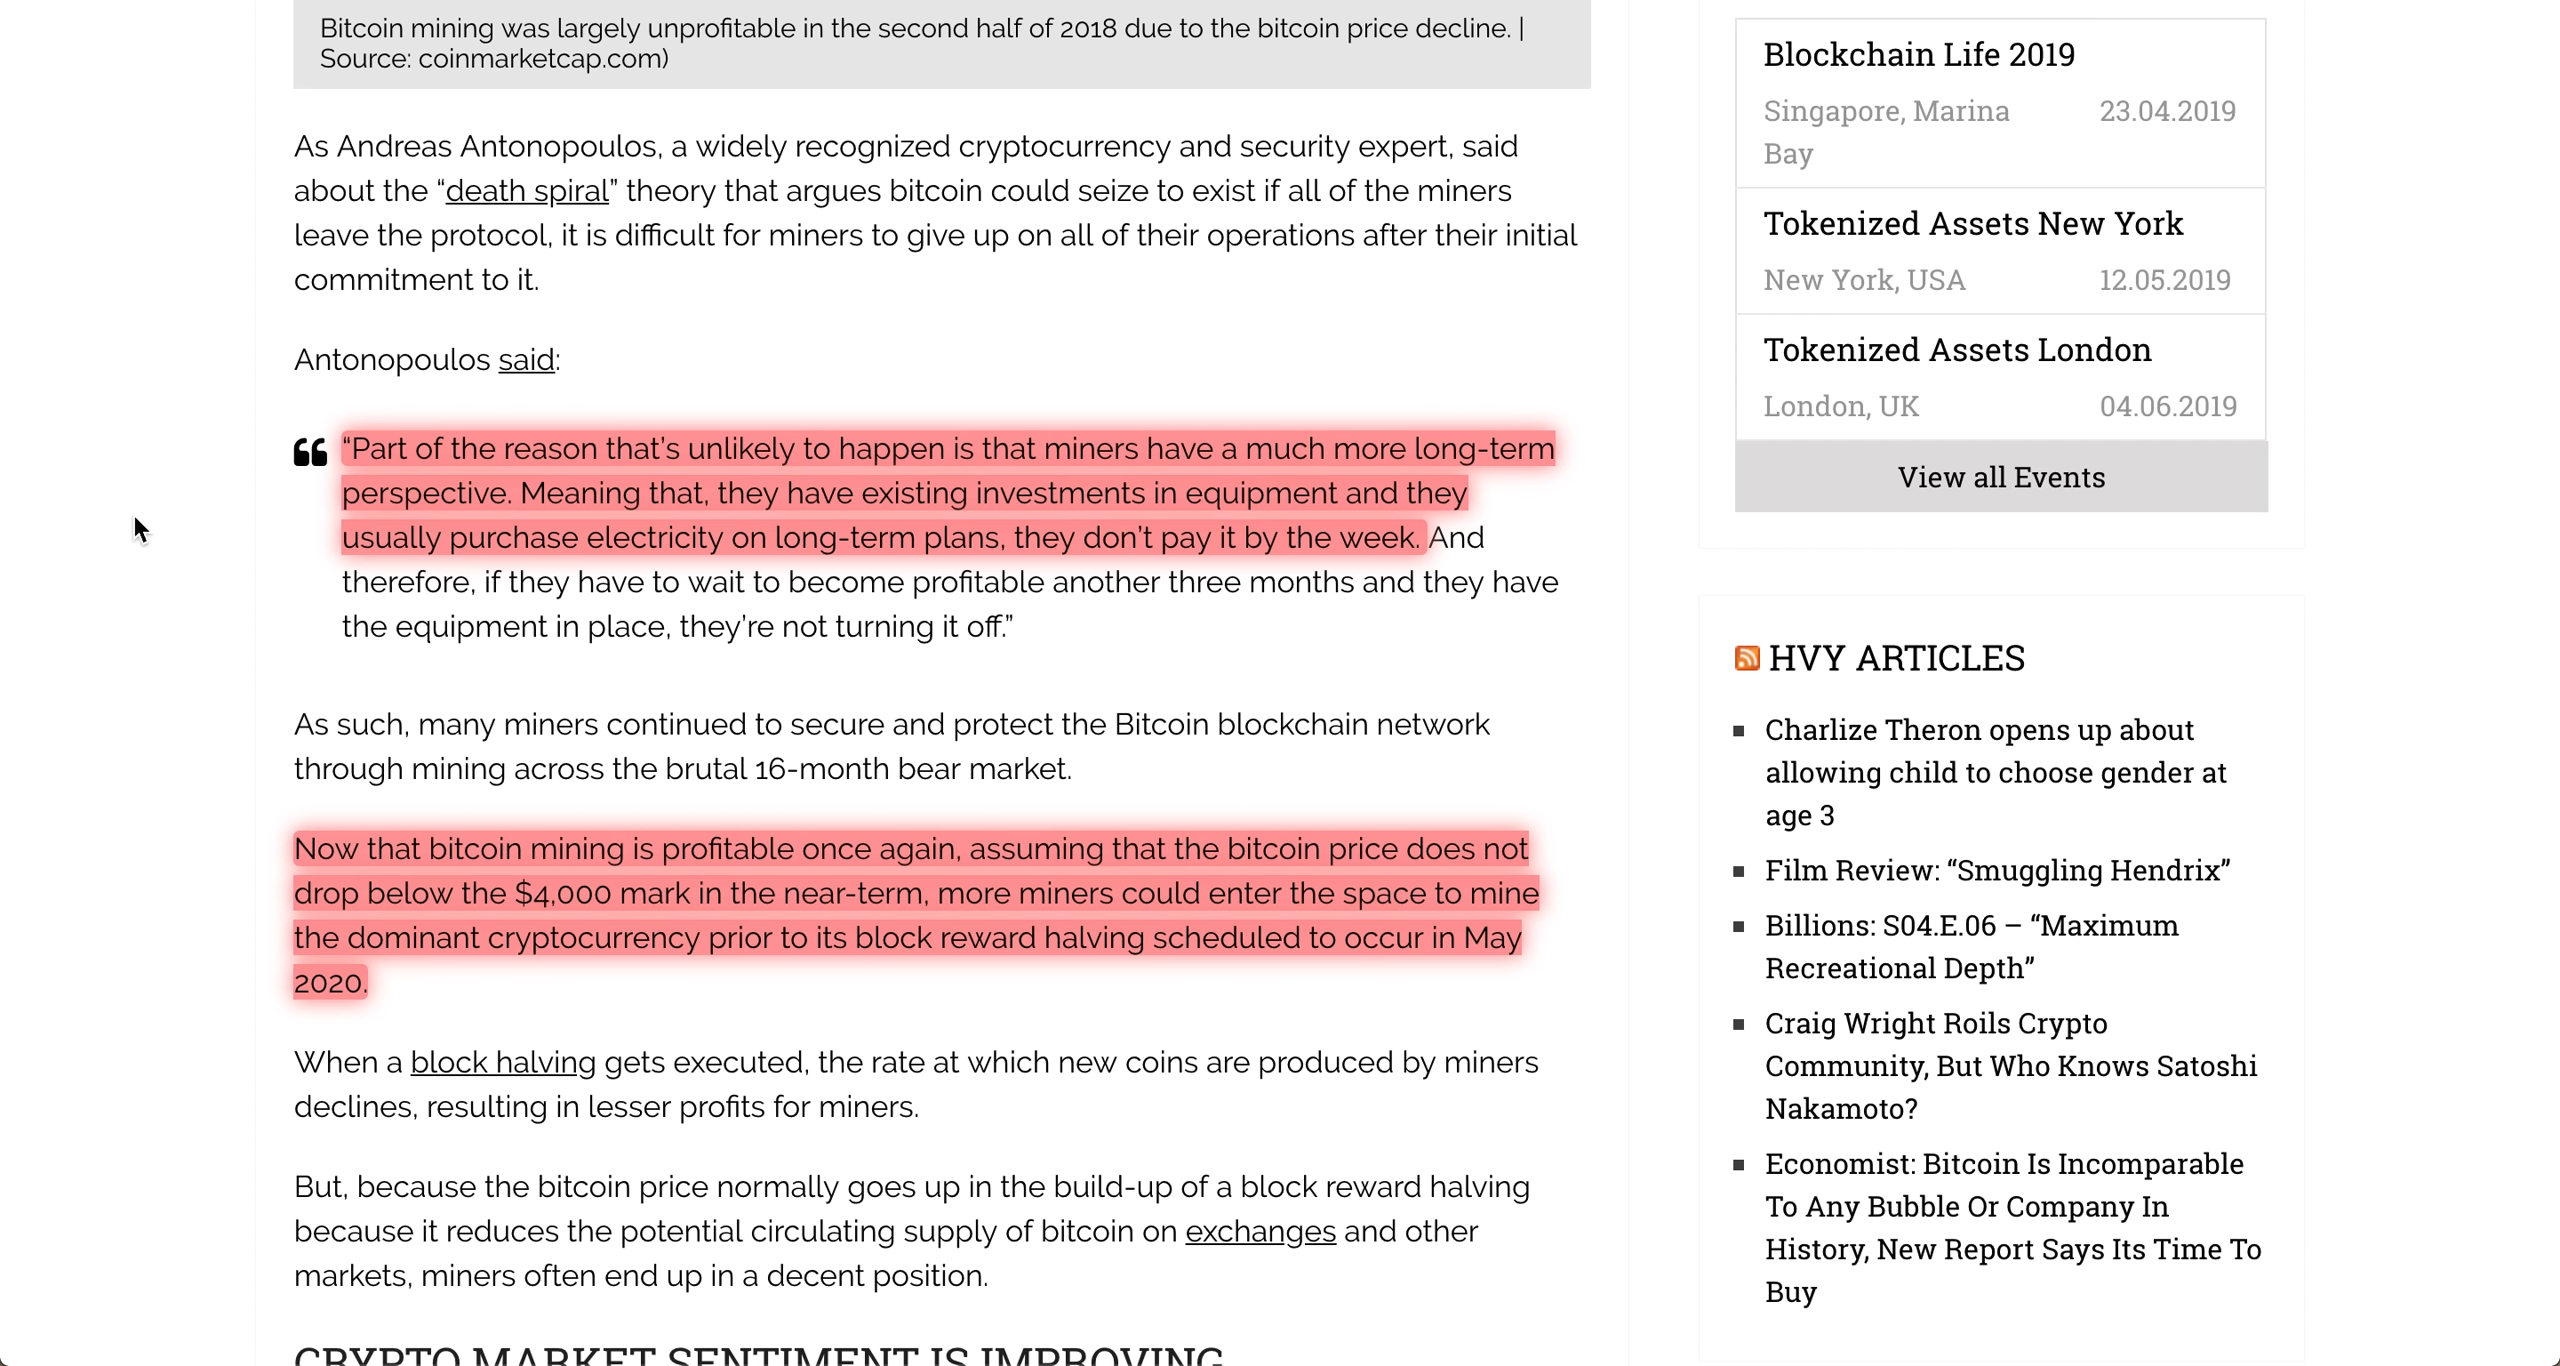 Bitcoin mining was largely unprofitable in the second half of 2018 due to the bitcoin price decline. |
Source: coinmarketcap.com)
As Andreas Antonopoulos, a widely recognized cryptocurrency and security expert, said
about the “death spiral” theory that argues bitcoin could seize to exist if all of the miners
leave the protocol, it is difficult for miners to give up on all of their operations after their initial
commitment to it.
Antonopoulos said:
“Part of the reason that’s unlikely to happen is that miners have a much more long-term
perspective. Meaning that, they have existing investments in equipment and they
usually purchase electricity on long-term plans, they don’t pay it by the week. And
therefore, if they have to wait to become profitable another three months and they have
the equipment in place, they’re not turning it off.”
As such, many miners continued to secure and protect the Bitcoin blockchain network
through mining across the brutal 16-month bear market.
Now that bitcoin mining is profitable once again, assuming that the bitcoin price does not
drop below the $4,000 mark in the near-term, more miners could enter the space to mine
the dominant cryptocurrency prior to its block reward halving scheduled to occur in May
2020.
When a block halving gets executed, the rate at which new coins are produced by miners
declines, resulting in lesser profits for miners.
But, because the bitcoin price normally goes up in the build-up of a block reward halving
because it reduces the potential circulating supply of bitcoin on exchanges and other
markets, miners often end up in a decent position.
CRYPTO MARKET SENTIMENT IS IMPROVING
Blockchain Life 2019
Singapore, Marina 23.04.2019
Bay
Tokenized Assets New York
New York, USA 12.05.2019
Tokenized Assets London
London, UK 04.06.2019
View all Events
HVY ARTICLES
Charlize Theron opens up about
allowing child to choose gender at
age 3
Film Review: “Smuggling Hendrix”
Billions: S04.E.06 – “Maximum
Recreational Depth”
Craig Wright Roils Crypto
Community, But Who Knows Satoshi
Nakamoto?
Economist: Bitcoin Is Incomparable
To Any Bubble Or Company In
History, New Report Says Its Time To
Buy